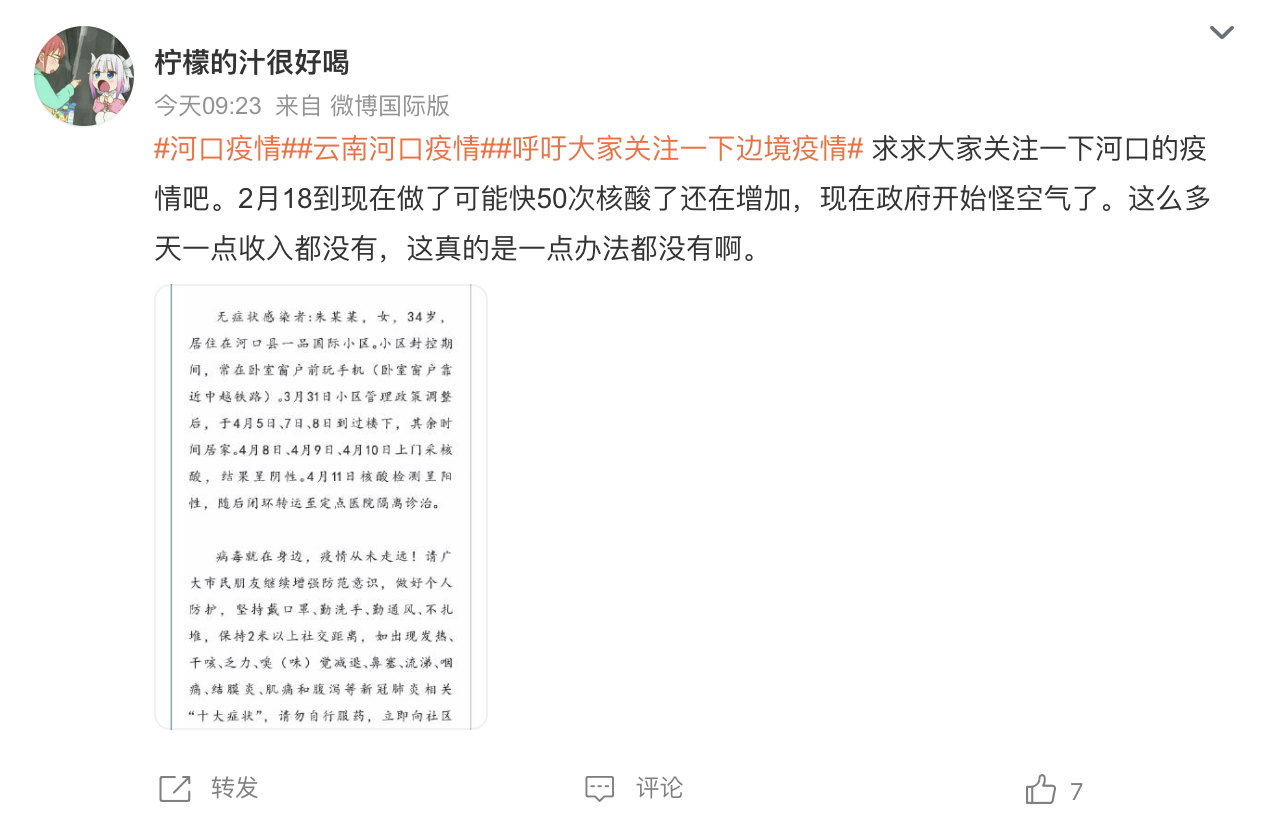 柠檬的汁很好喝
今天09:23 来自 微博国际版
#河口疫情##云南河口疫情##呼吁大家关注一下边境疫情# 求求大家关注一下河口的疫
情吧。2月18到现在做了可能快50次核酸了还在增加，现在政府开始怪空气了。这么多
天一点收入都没有，这真的是一点办法都没有啊。
无症状感染者:朱某某，女，34岁，
居住在河口县一品国际小区。小区封控期
间，常在卧室窗户前玩手机（卧室窗户靠
近中越铁路）。3月31日小区管理政策调整
后，于4月5日、7日、8日到过楼下，其余时
间居家。4月8日、4月9日、4月10日上门采核
酸，结果呈阴性。4月11日核酸检测呈阳
性，随后闭环转运至定点医院隔离诊治。
病毒就在身边，疫情从未走远！请广
大市民朋友继续增强防范意识，做好个人
防护，坚持戴口罩、勤洗手、勤通风、不扎
堆，保持2米以上社交距离，如出现发热、
干咳、乏力、嗅（味）觉减退、鼻塞、流涕、咽
痛、结膜炎、肌痛和腹泻等新冠肺炎相关
“十大症状”，请勿自行服药，立即向社区
转发
评论
7